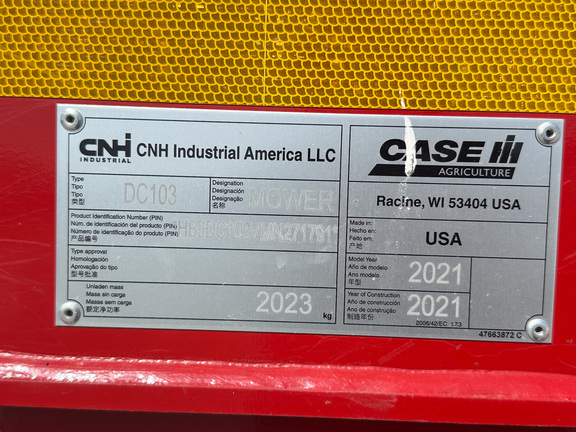 CNH INDUSTRIAL
CNH Industrial America LLC
Type
Tipo
Tipo
类型
DC103
Designation
Designación
Designação
名称
MOWER
Product Identification Number (PIN)
Núm. de identificación del producto (PIN)
Número de identificação do produto (PIN)
产品编号
Type approval
Homologación
Aprovação do tipo
型号批准
Unladen mass
Masa sin carga
Massa sem carga
额定净功率
2023 kg
CASE IH
AGRICULTURE
Racine, WI 53404 USA
Made in:
Hecho en:
Feito em:
产地:
USA
Model Year
Año de modelo
Ano do modelo
年型
2021
Year of Construction
Año de construcción
Ano de construção
制造年份
2021
2006/42/EC: 1.7.3
47663872 C